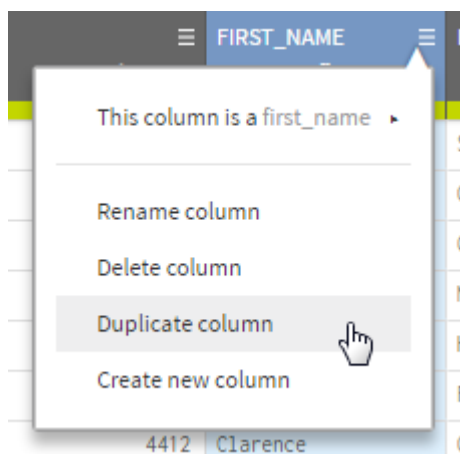 FIRST_NAME
This column is a first_name
Rename column
Delete column
Duplicate column
Create new column
4412 Clarence